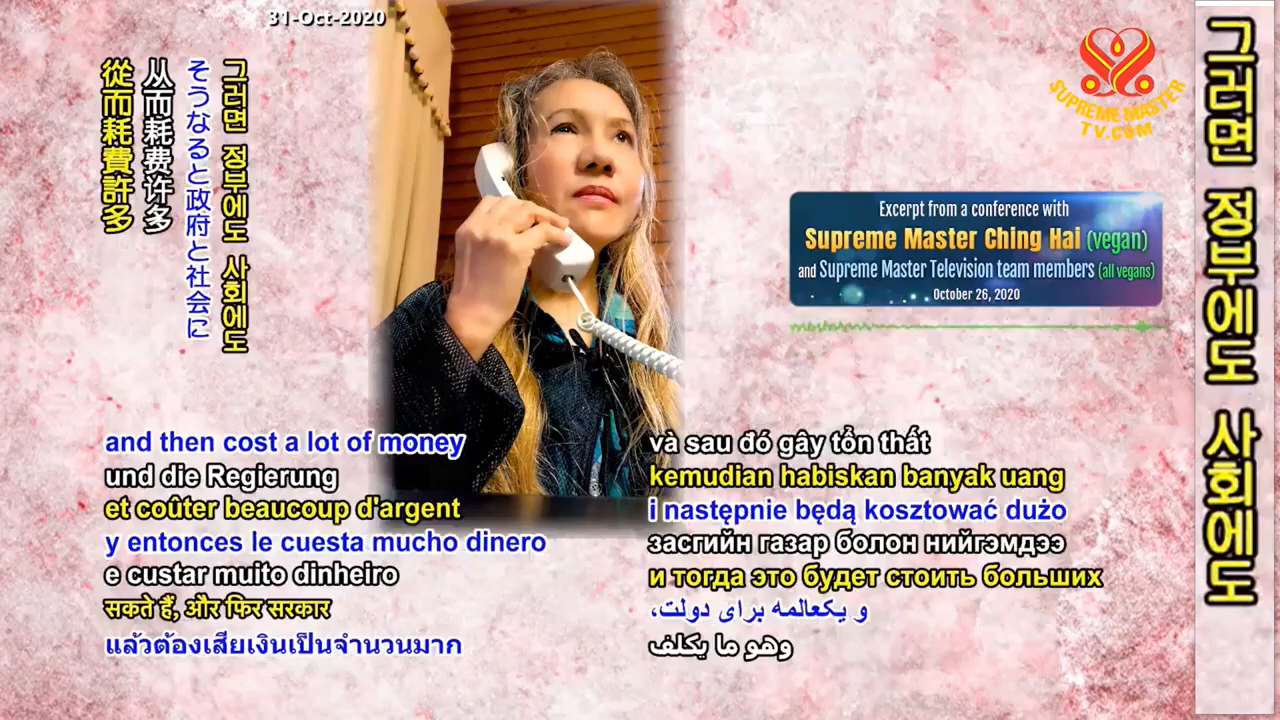 31-Oct-2020
SUPREME MASTER
TV.COM
그러면 정부에도 사회에도
そうなると政府と社会に
从而耗费许多
從而耗費許多
Excerpt from a conference with
Supreme Master Ching Hai (vegan)
and Supreme Master Television team members (all vegans)
October 26, 2020
그러면 정부에도 사회에도
and then cost a lot of money
und die Regierung
et coûter beaucoup d'argent
y entonces le cuesta mucho dinero
e custar muito dinheiro
सकते हैं, और फिर सरकार
แล้วต้องเสียเงินเป็นจำนวนมาก
và sau đó gây tổn thất
kemudian habiskan banyak uang
i następnie będą kosztować dużo
засгийн газар болон нийгэмдээ
и тогда это будет стоить больших
و یکعالمه برای دولت،
وهو ما يكلف